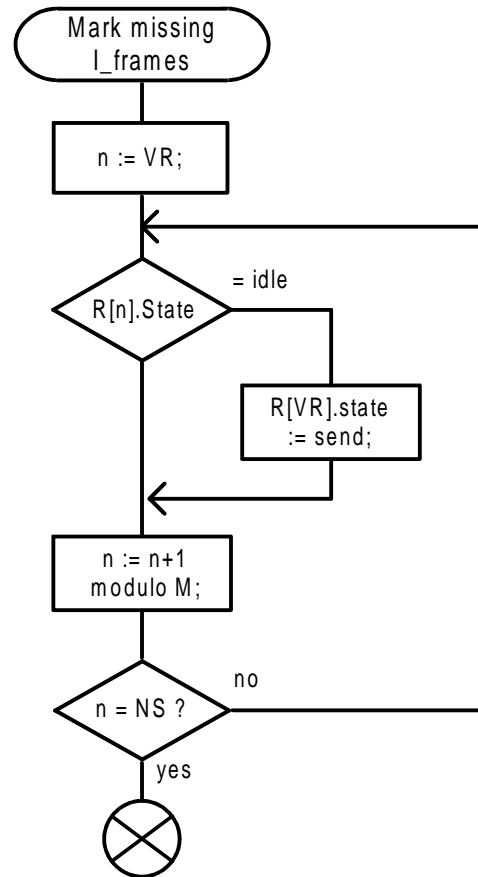 Mark missing
I_frames
n := VR;
= idle
R[n].State
R[VR].state
:= send;
n := n+1
modulo M;
no
n = NS ?
yes